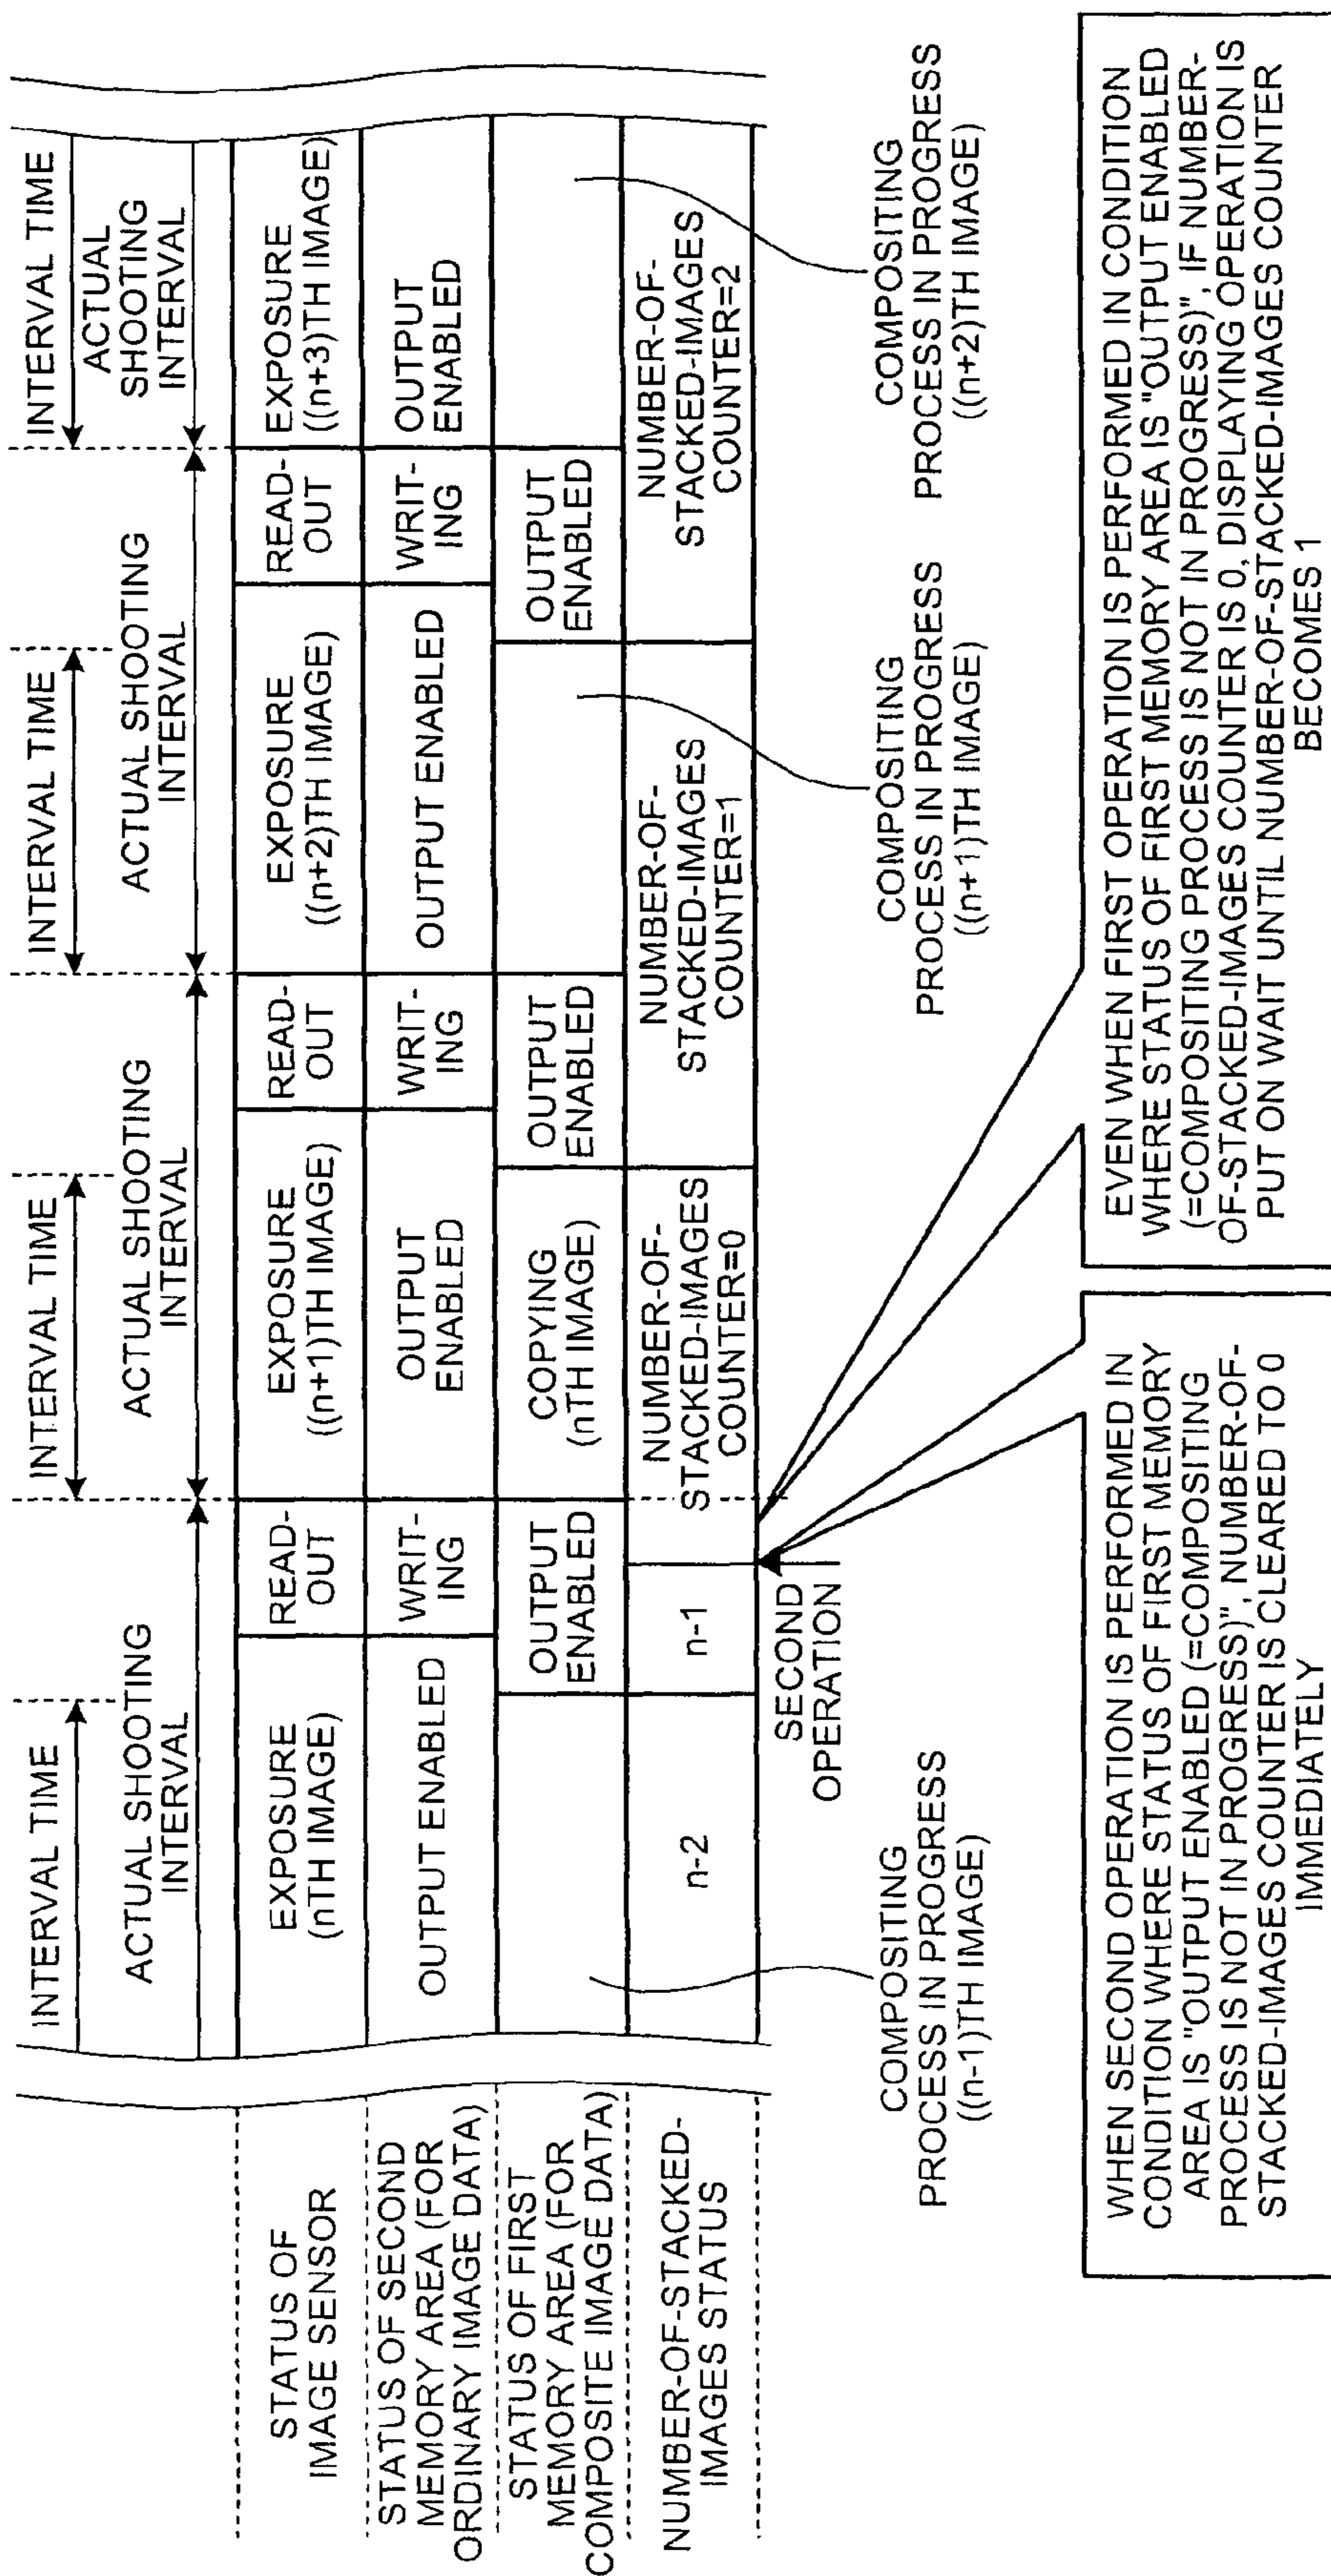 INTERVAL TIME
INTERVAL TIME
INTERVAL TIME
INTERVAL TIME
ACTUAL SHOOTING
INTERVAL
ACTUAL SHOOTING
INTERVAL
ACTUAL SHOOTING
INTERVAL
ACTUAL
SHOOTING
INTERVAL
STATUS OF
IMAGE SENSOR
EXPOSURE
(nTH IMAGE)
READ-
OUT
EXPOSURE
((n+1)TH IMAGE)
READ-
OUT
EXPOSURE
((n+2)TH IMAGE)
READ-
OUT
EXPOSURE
((n+3)TH IMAGE)
STATUS OF SECOND
MEMORY AREA (FOR
ORDINARY IMAGE DATA)
OUTPUT ENABLED
WRIT-
ING
OUTPUT
ENABLED
WRIT-
ING
OUTPUT ENABLED
WRIT-
ING
OUTPUT
ENABLED
STATUS OF FIRST
MEMORY AREA (FOR
COMPOSITE IMAGE DATA)
OUTPUT
ENABLED
COPYING
(nTH IMAGE)
OUTPUT
ENABLED
OUTPUT
ENABLED
NUMBER-OF-STACKED-
IMAGES STATUS
n-2
n-1
NUMBER-OF-
STACKED-IMAGES
COUNTER=0
NUMBER-OF-
STACKED-IMAGES
COUNTER=1
NUMBER-OF-
STACKED-IMAGES
COUNTER=2
SECOND
OPERATION
COMPOSITING
PROCESS IN PROGRESS
((n-1)TH IMAGE)
COMPOSITING
PROCESS IN PROGRESS
((n+1)TH IMAGE)
COMPOSITING
PROCESS IN PROGRESS
((n+2)TH IMAGE)
WHEN SECOND OPERATION IS PERFORMED IN
CONDITION WHERE STATUS OF FIRST MEMORY
AREA IS "OUTPUT ENABLED (=COMPOSITING
PROCESS IS NOT IN PROGRESS)", NUMBER-OF-
STACKED-IMAGES COUNTER IS CLEARED TO 0
IMMEDIATELY
EVEN WHEN FIRST OPERATION IS PERFORMED IN CONDITION
WHERE STATUS OF FIRST MEMORY AREA IS "OUTPUT ENABLED
(=COMPOSITING PROCESS IS NOT IN PROGRESS)", IF NUMBER-
OF-STACKED-IMAGES COUNTER IS 0, DISPLAYING OPERATION IS
PUT ON WAIT UNTIL NUMBER-OF-STACKED-IMAGES COUNTER
BECOMES 1